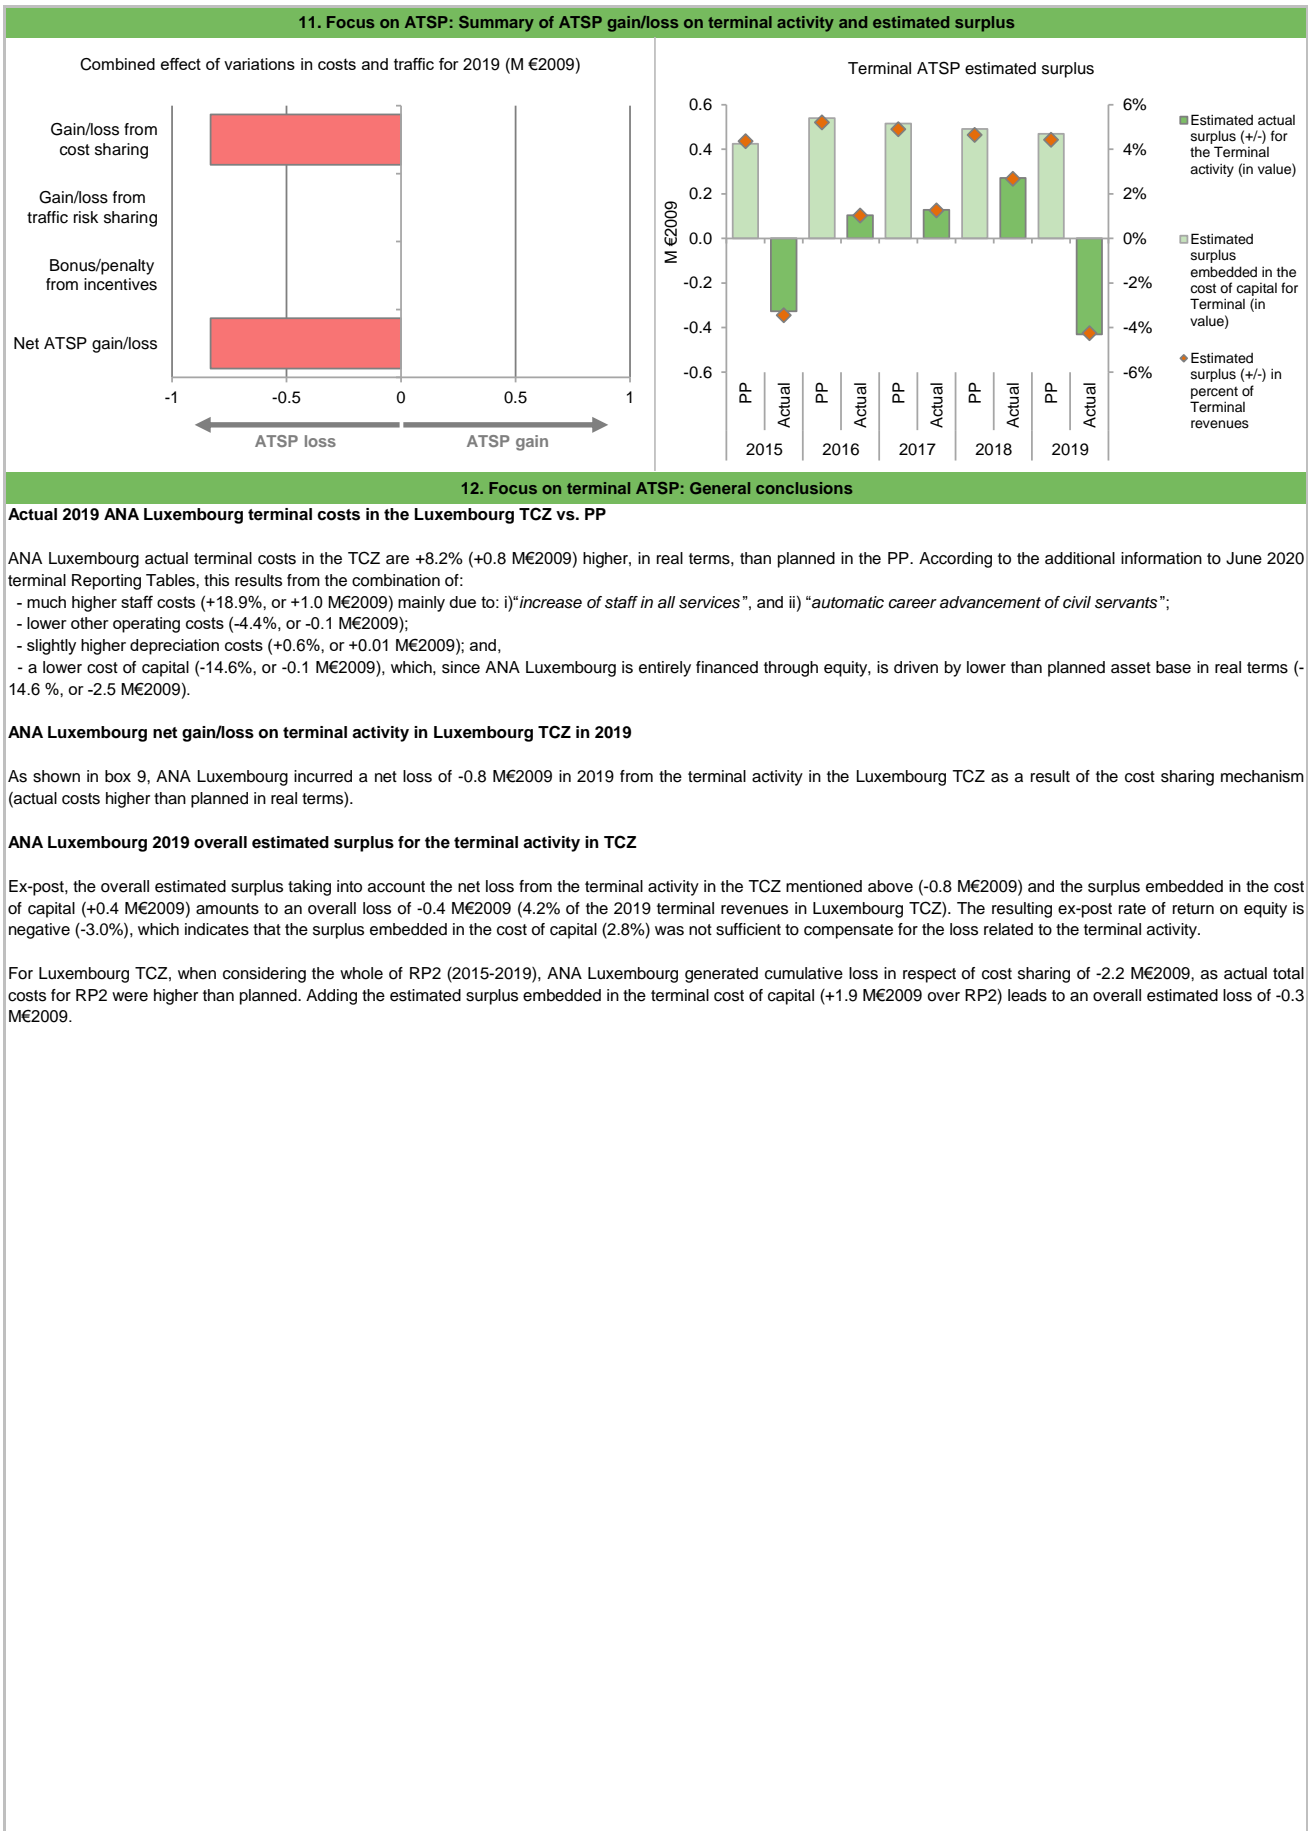 11. Focus on ATSP: Summary of ATSP gain/loss on terminal activity and estimated surplus
Combined effect of variations in costs and traffic for 2019 (M €2009)
Gain/loss from
cost sharing
Gain/loss from
traffic risk sharing
Bonus/penalty
from incentives
Net ATSP gain/loss
-1
-0.5
0
0.5
1
ATSP loss
ATSP gain
Terminal ATSP estimated surplus
M €2009
0.6
0.4
0.2
0.0
-0.2
-0.4
-0.6
6%
4%
2%
0%
-2%
-4%
-6%
PP
Actual
PP
Actual
PP
Actual
PP
Actual
PP
Actual
2015
2016
2017
2018
2019
Estimated actual
surplus (+/-) for
the Terminal
activity (in value)
Estimated
surplus
embedded in the
cost of capital for
Terminal (in
value)
Estimated
surplus (+/-) in
percent of
Terminal
revenues
12. Focus on terminal ATSP: General conclusions
Actual 2019 ANA Luxembourg terminal costs in the Luxembourg TCZ vs. PP
ANA Luxembourg actual terminal costs in the TCZ are +8.2% (+0.8 M€2009) higher, in real terms, than planned in the PP. According to the additional information to June 2020
terminal Reporting Tables, this results from the combination of:
- much higher staff costs (+18.9%, or +1.0 M€2009) mainly due to: i)“increase of staff in all services”, and ii) “automatic career advancement of civil servants”;
- lower other operating costs (-4.4%, or -0.1 M€2009);
- slightly higher depreciation costs (+0.6%, or +0.01 M€2009); and,
- a lower cost of capital (-14.6%, or -0.1 M€2009), which, since ANA Luxembourg is entirely financed through equity, is driven by lower than planned asset base in real terms (-
14.6 %, or -2.5 M€2009).
ANA Luxembourg net gain/loss on terminal activity in Luxembourg TCZ in 2019
As shown in box 9, ANA Luxembourg incurred a net loss of -0.8 M€2009 in 2019 from the terminal activity in the Luxembourg TCZ as a result of the cost sharing mechanism
(actual costs higher than planned in real terms).
ANA Luxembourg 2019 overall estimated surplus for the terminal activity in TCZ
Ex-post, the overall estimated surplus taking into account the net loss from the terminal activity in the TCZ mentioned above (-0.8 M€2009) and the surplus embedded in the cost
of capital (+0.4 M€2009) amounts to an overall loss of -0.4 M€2009 (4.2% of the 2019 terminal revenues in Luxembourg TCZ). The resulting ex-post rate of return on equity is
negative (-3.0%), which indicates that the surplus embedded in the cost of capital (2.8%) was not sufficient to compensate for the loss related to the terminal activity.
For Luxembourg TCZ, when considering the whole of RP2 (2015-2019), ANA Luxembourg generated cumulative loss in respect of cost sharing of -2.2 M€2009, as actual total
costs for RP2 were higher than planned. Adding the estimated surplus embedded in the terminal cost of capital (+1.9 M€2009 over RP2) leads to an overall estimated loss of -0.3
M€2009.